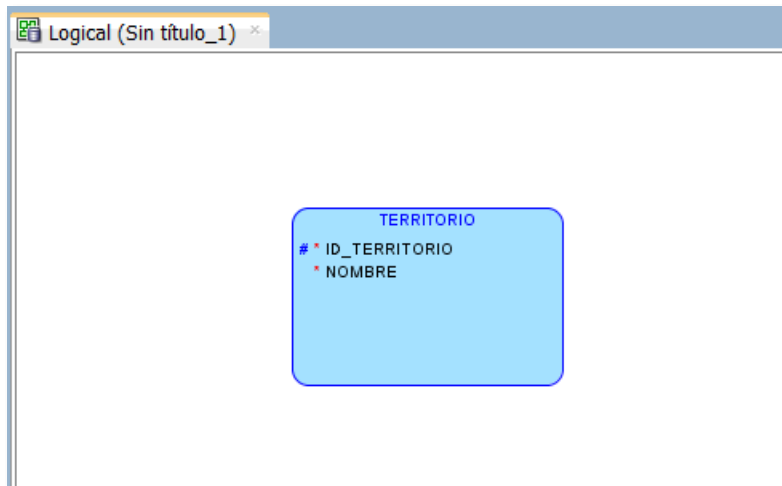 Logical (Sin título_1)
TERRITORIO
# * ID_TERRITORIO
* NOMBRE